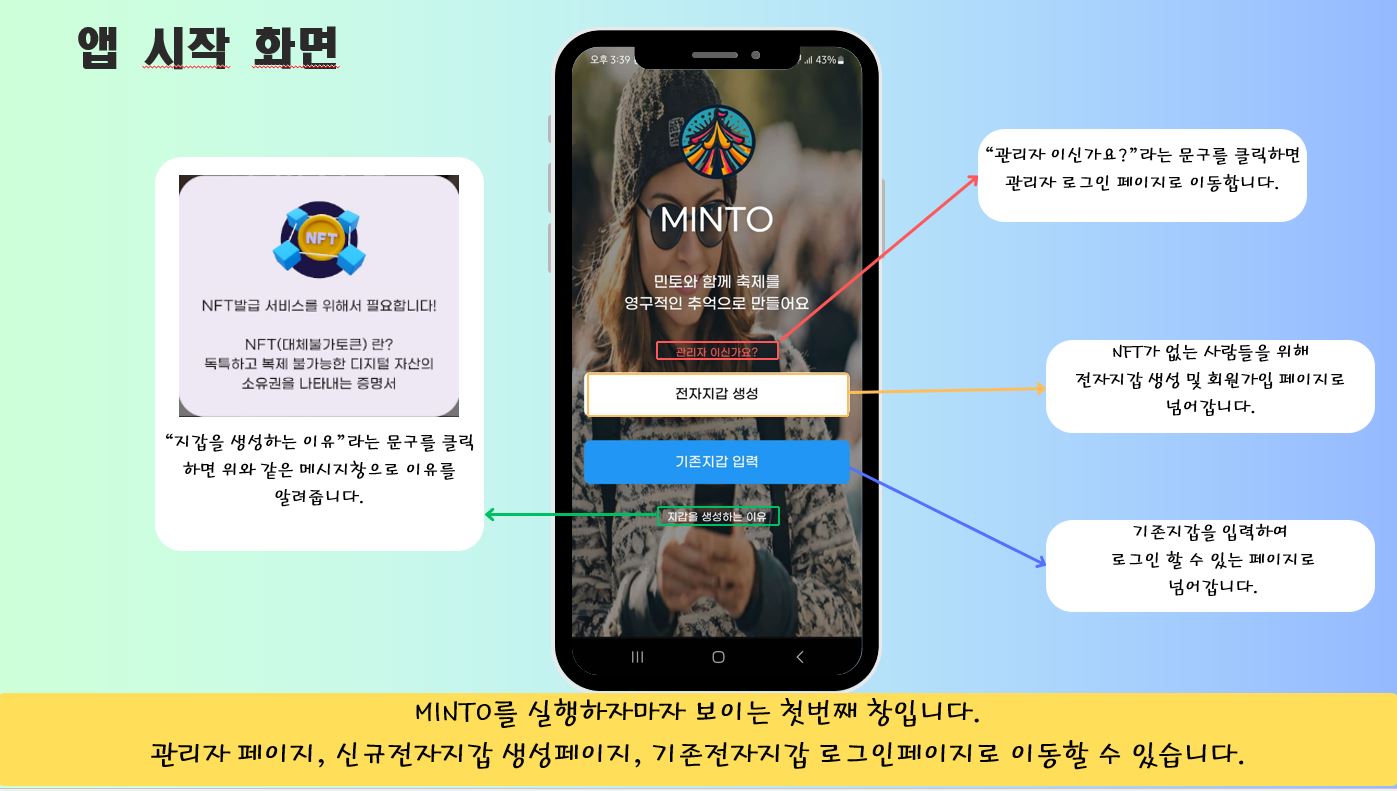 앱 시작 화면
오후 3:39
43%
MINTO
민토와 함께 축제를
영구적인 추억으로 만들어요
관리자 이신가요?
전자지갑 생성
기존지갑 입력
지갑을 생성하는 이유
NFT
NFT발급 서비스를 위해서 필요합니다!
NFT(대체불가토큰) 란?
독특하고 복제 불가능한 디지털 자산의
소유권을 나타내는 증명서
“지갑을 생성하는 이유”라는 문구를 클릭
하면 위와 같은 메시지창으로 이유를
알려줍니다.
“관리자 이신가요?”라는 문구를 클릭하면
관리자 로그인 페이지로 이동합니다.
NFT가 없는 사람들을 위해
전자지갑 생성 및 회원가입 페이지로
넘어갑니다.
기존지갑을 입력하여
로그인 할 수 있는 페이지로
넘어갑니다.
MINTO를 실행하자마자 보이는 첫번째 창입니다.
관리자 페이지, 신규전자지갑 생성페이지, 기존전자지갑 로그인페이지로 이동할 수 있습니다.